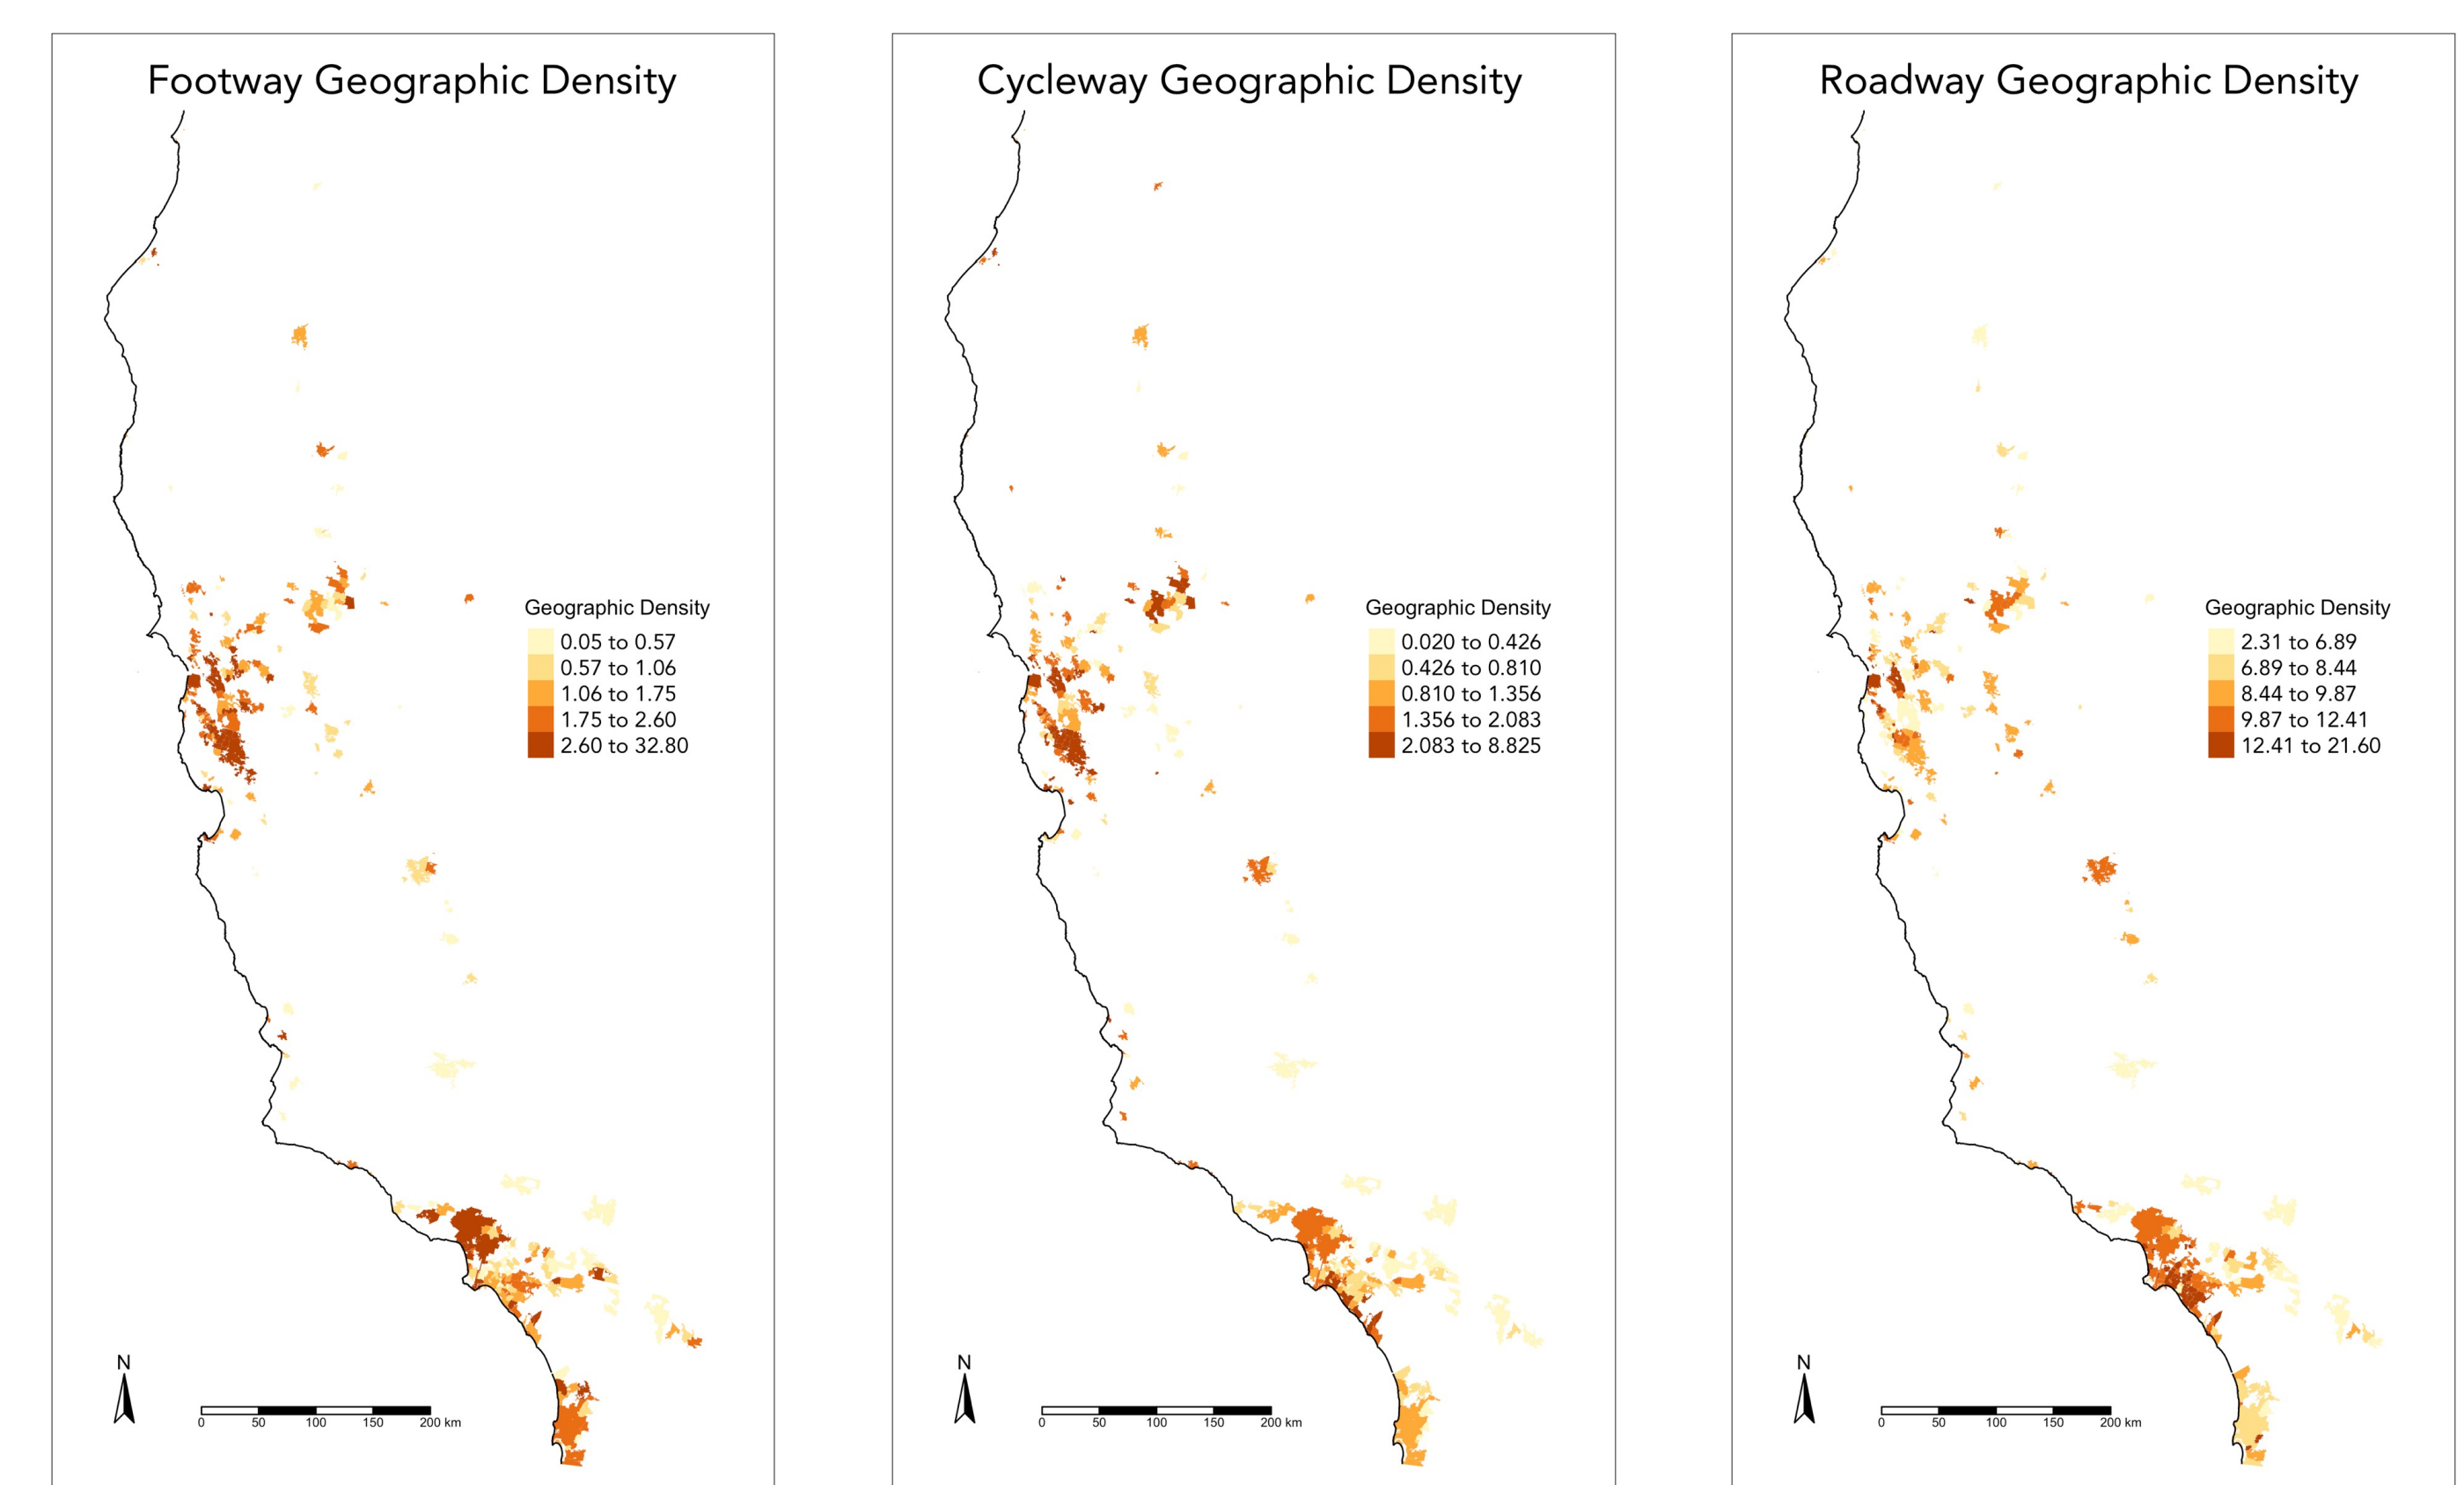 Footway Geographic Density
Geographic Density
0.05 to 0.57
0.57 to 1.06
1.06 to 1.75
1.75 to 2.60
2.60 to 32.80
N
0 50 100 150 200 km
Cycleway Geographic Density
Geographic Density
0.020 to 0.426
0.426 to 0.810
0.810 to 1.356
1.356 to 2.083
2.083 to 8.825
N
0 50 100 150 200 km
Roadway Geographic Density
Geographic Density
2.31 to 6.89
6.89 to 8.44
8.44 to 9.87
9.87 to 12.41
12.41 to 21.60
N
0 50 100 150 200 km